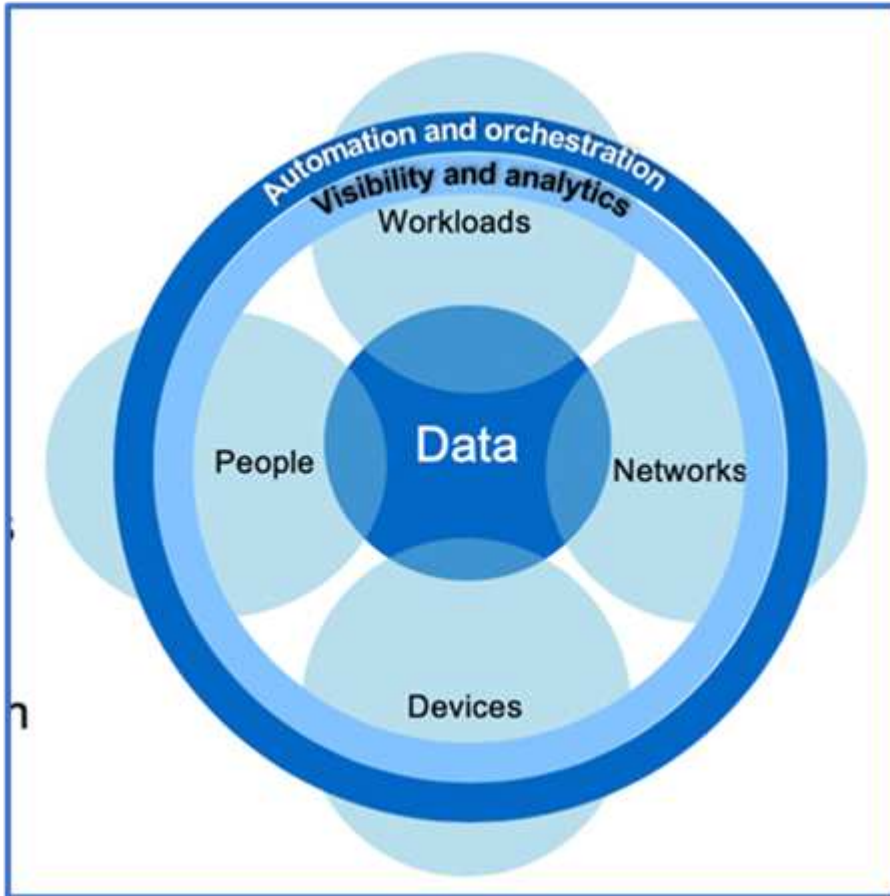 Automation and orchestration
Visibility and analytics
Workloads
Data
People
Networks
Devices
n